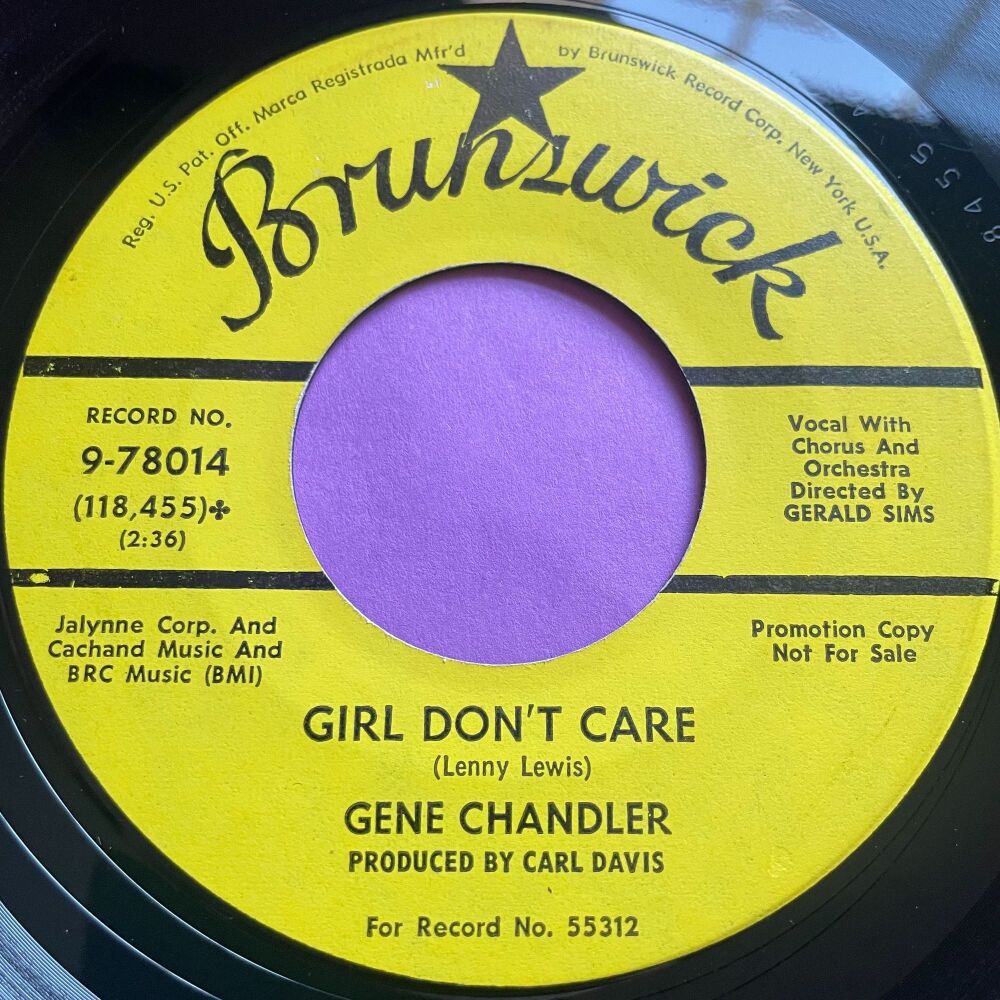 Reg. U.S. Pat. Off. Marca Registrada Mfr'd by Brunswick Record Corp. New York U.S.A.
Brunswick
RECORD NO.
9-78014
(118,455)✤
(2:36)
Vocal With
Chorus And
Orchestra
Directed By
GERALD SIMS
Jalynne Corp. And
Cachand Music And
BRC Music (BMI)
Promotion Copy
Not For Sale
GIRL DON'T CARE
(Lenny Lewis)
GENE CHANDLER
PRODUCED BY CARL DAVIS
For Record No. 55312